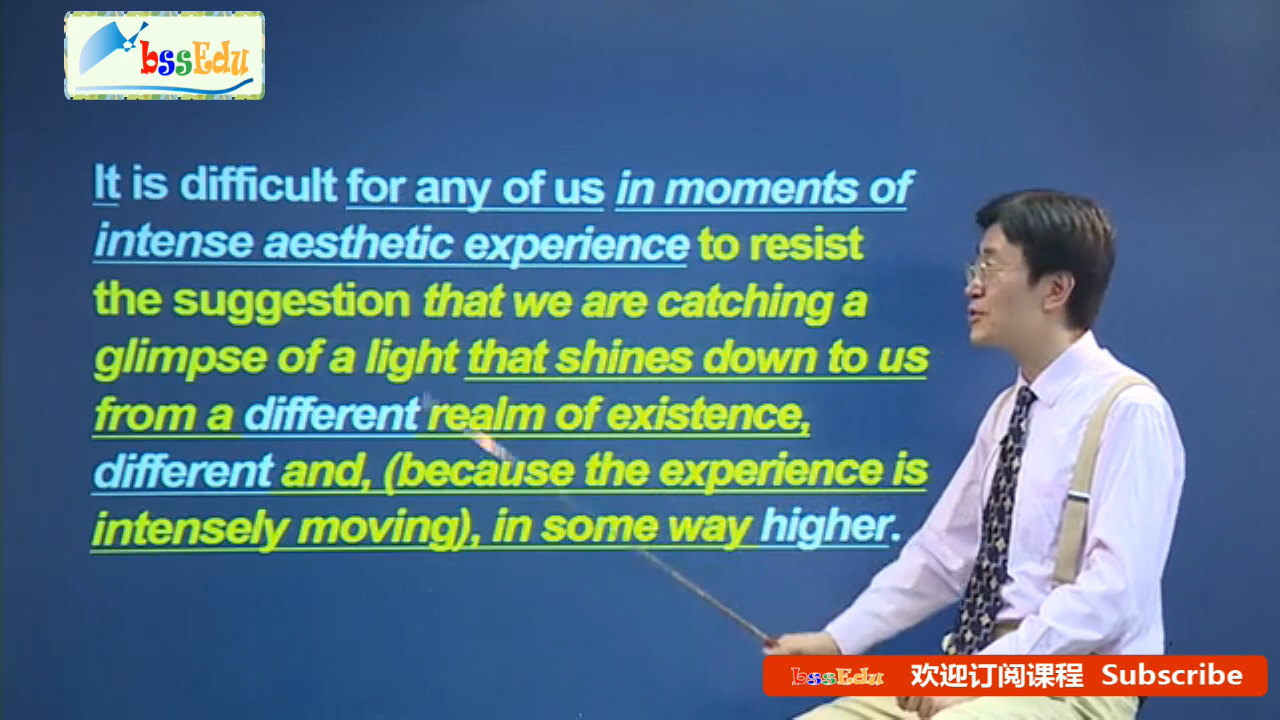 bssEdu
It is difficult for any of us in moments of
intense aesthetic experience to resist
the suggestion that we are catching a
glimpse of a light that shines down to us
from a different realm of existence,
different and, (because the experience is
intensely moving), in some way higher.
bssEdu 欢迎订阅课程 Subscribe